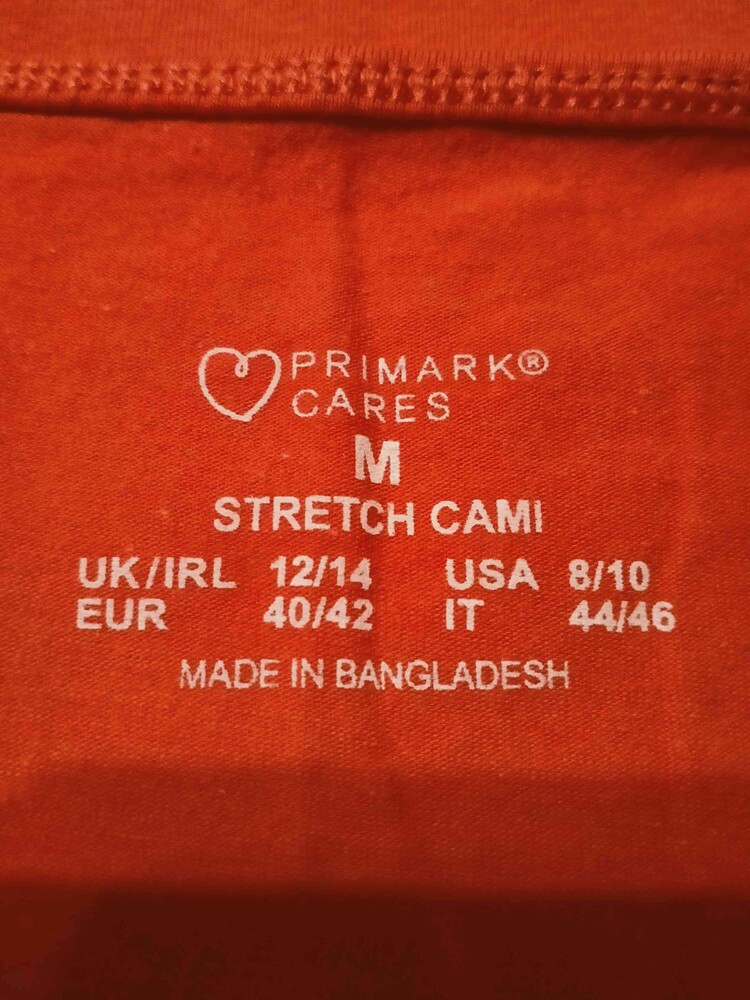 PRIMARK®
CARES
M
STRETCH CAMI
UK/IRL 12/14 USA 8/10
EUR 40/42 IT 44/46
MADE IN BANGLADESH